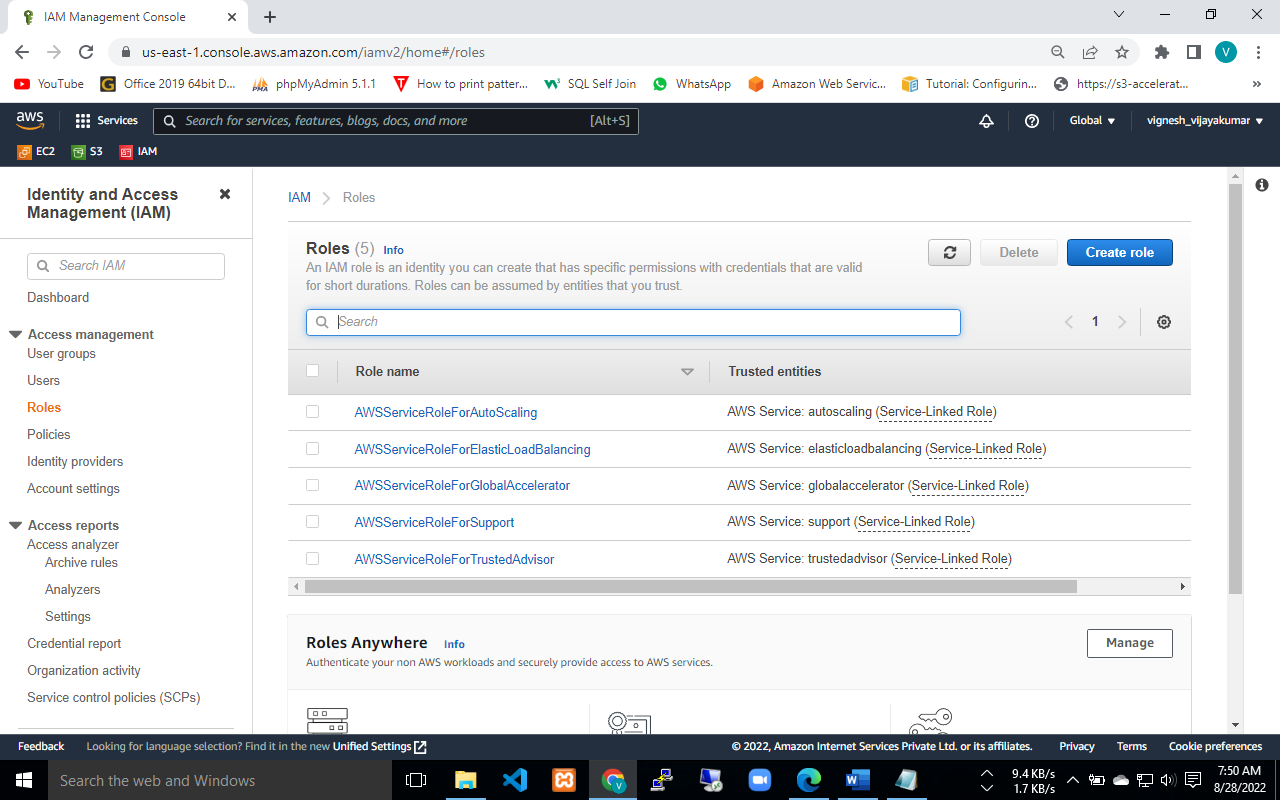 IAM Management Console
us-east-1.console.aws.amazon.com/iamv2/home#/roles
V
YouTube
Office 2019 64bit D...
phpMyAdmin 5.1.1
How to print patter...
SQL Self Join
WhatsApp
Amazon Web Servic...
Tutorial: Configurin...
https://s3-accelerat...
aws
Services
Search for services, features, blogs, docs, and more
[Alt+S]
Global
vignesh_vijayakumar
EC2
S3
IAM
Identity and Access
Management (IAM)
Search IAM
Dashboard
Access management
User groups
Users
Roles
Policies
Identity providers
Account settings
Access reports
Access analyzer
Archive rules
Analyzers
Settings
Credential report
Organization activity
Service control policies (SCPs)
IAM
Roles
Roles (5) Info
An IAM role is an identity you can create that has specific permissions with credentials that are valid
for short durations. Roles can be assumed by entities that you trust.
Delete
Create role
Search
1
Role name
Trusted entities
AWSServiceRoleForAutoScaling
AWS Service: autoscaling (Service-Linked Role)
AWSServiceRoleForElasticLoadBalancing
AWS Service: elasticloadbalancing (Service-Linked Role)
AWSServiceRoleForGlobalAccelerator
AWS Service: globalaccelerator (Service-Linked Role)
AWSServiceRoleForSupport
AWS Service: support (Service-Linked Role)
AWSServiceRoleForTrustedAdvisor
AWS Service: trustedadvisor (Service-Linked Role)
Roles Anywhere Info
Authenticate your non AWS workloads and securely provide access to AWS services.
Manage
Feedback
Looking for language selection? Find it in the new Unified Settings
© 2022, Amazon Internet Services Private Ltd. or its affiliates.
Privacy
Terms
Cookie preferences
Search the web and Windows
9.4 KB/s
1.7 KB/s
7:50 AM
8/28/2022